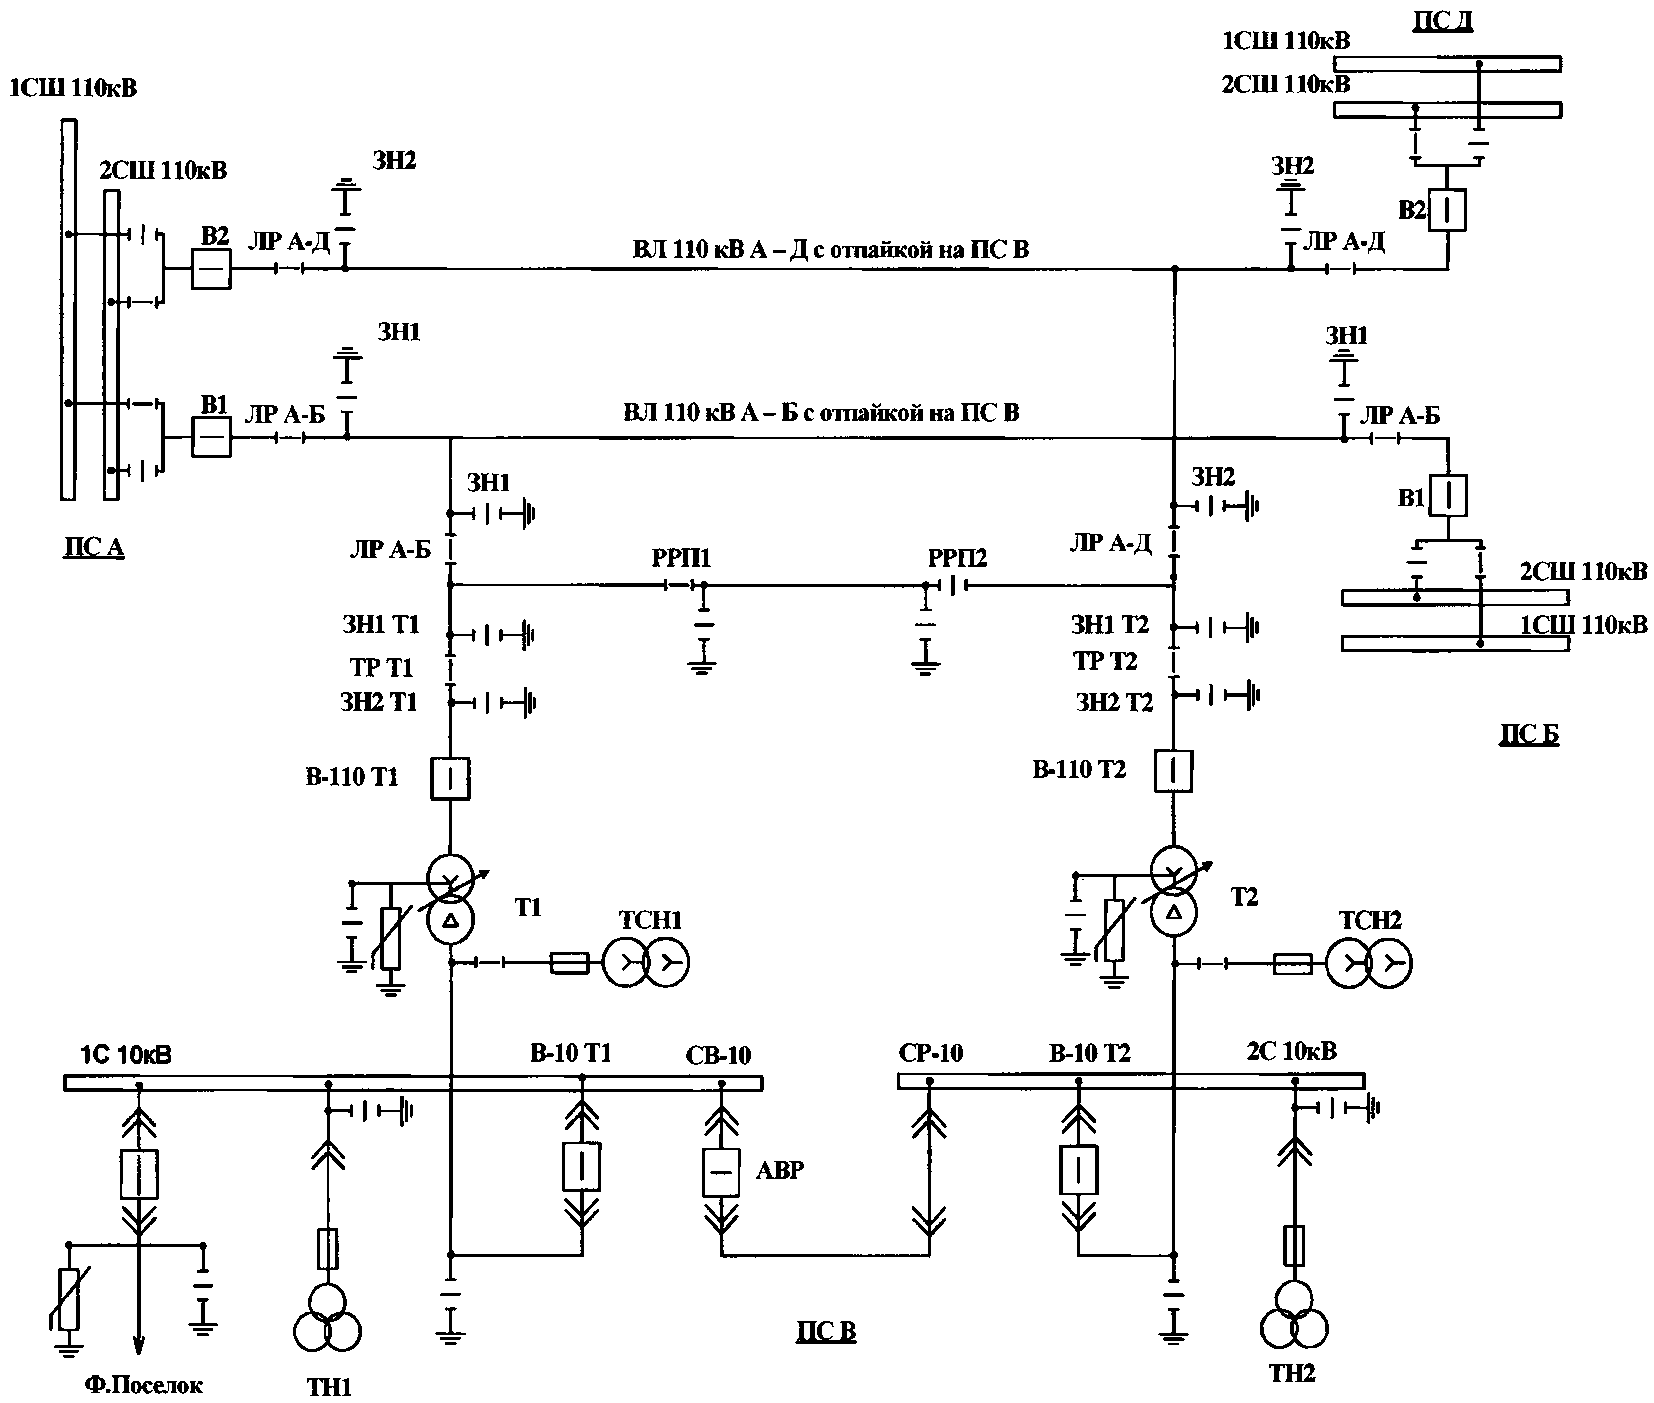 ПС Д
1СШ 110кВ
2СШ 110кВ
1СШ 110кВ
2СШ 110кВ
ЗН2
ЗН2
В2
В2
ЛР А-Д
ВЛ 110 кВ А – Д с отпайкой на ПС В
ЛР А-Д
ЗН1
ЗН1
В1
ЛР А-Б
ВЛ 110 кВ А – Б с отпайкой на ПС В
ЛР А-Б
ЗН1
ЗН2
В1
ПС А
ЛР А-Б
РРП1
РРП2
ЛР А-Д
2СШ 110кВ
1СШ 110кВ
ЗН1 Т1
ЗН1 Т2
ТР Т1
ТР Т2
ЗН2 Т1
ЗН2 Т2
ПС Б
В-110 Т1
В-110 Т2
Т1
Т2
ТСН1
ТСН2
1С 10кВ
В-10 Т1
СВ-10
СР-10
В-10 Т2
2С 10кВ
АВР
ПС В
Ф.Поселок
ТН1
ТН2